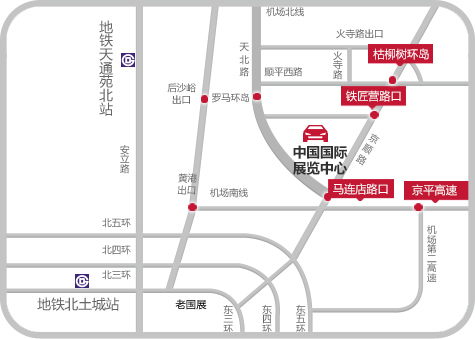 机场北线
地铁天通苑北站
天北路
火寺路出口
火寺路
枯柳树环岛
顺平西路
后沙峪
出口
罗马环岛
铁匠营路口
京顺路
中国国际
展览中心
安立路
黄港
出口
机场南线
马连店路口
京平高速
北五环
北四环
北三环
机场第二高速
地铁北土城站
老国展
东三环
东四环
东五环